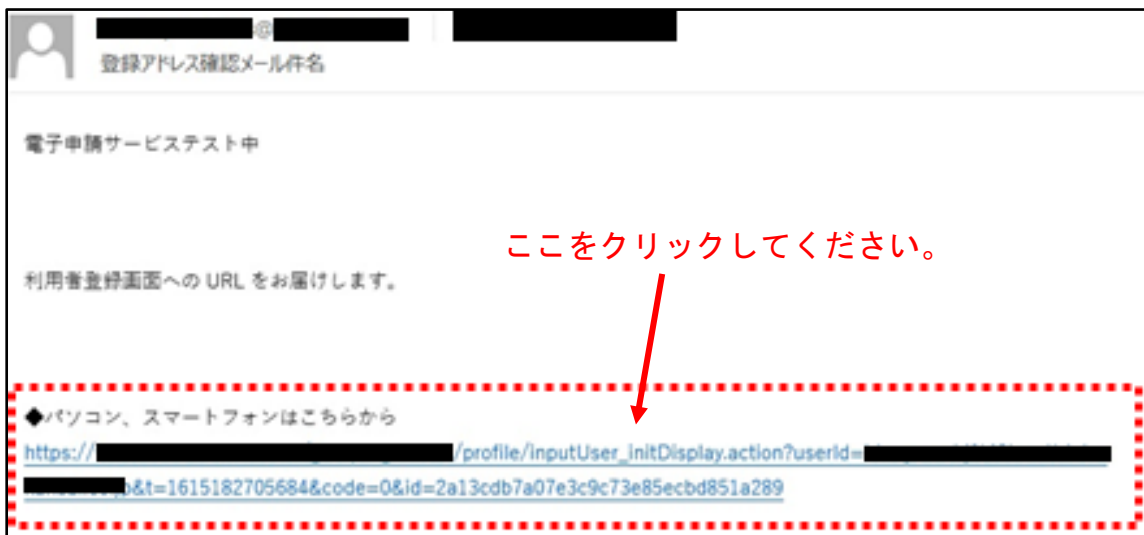 @
登録アドレス確認メール件名
電子申請サービステスト中
ここをクリックしてください。
利用者登録画面への URL をお届けします。
◆パソコン、スマートフォンはこちらから
https:// /profile/inputUser_initDisplay.action?userId=
&t=1615182705684&code=0&id=2a13cdb7a07e3c9c73e85ecbd851a289